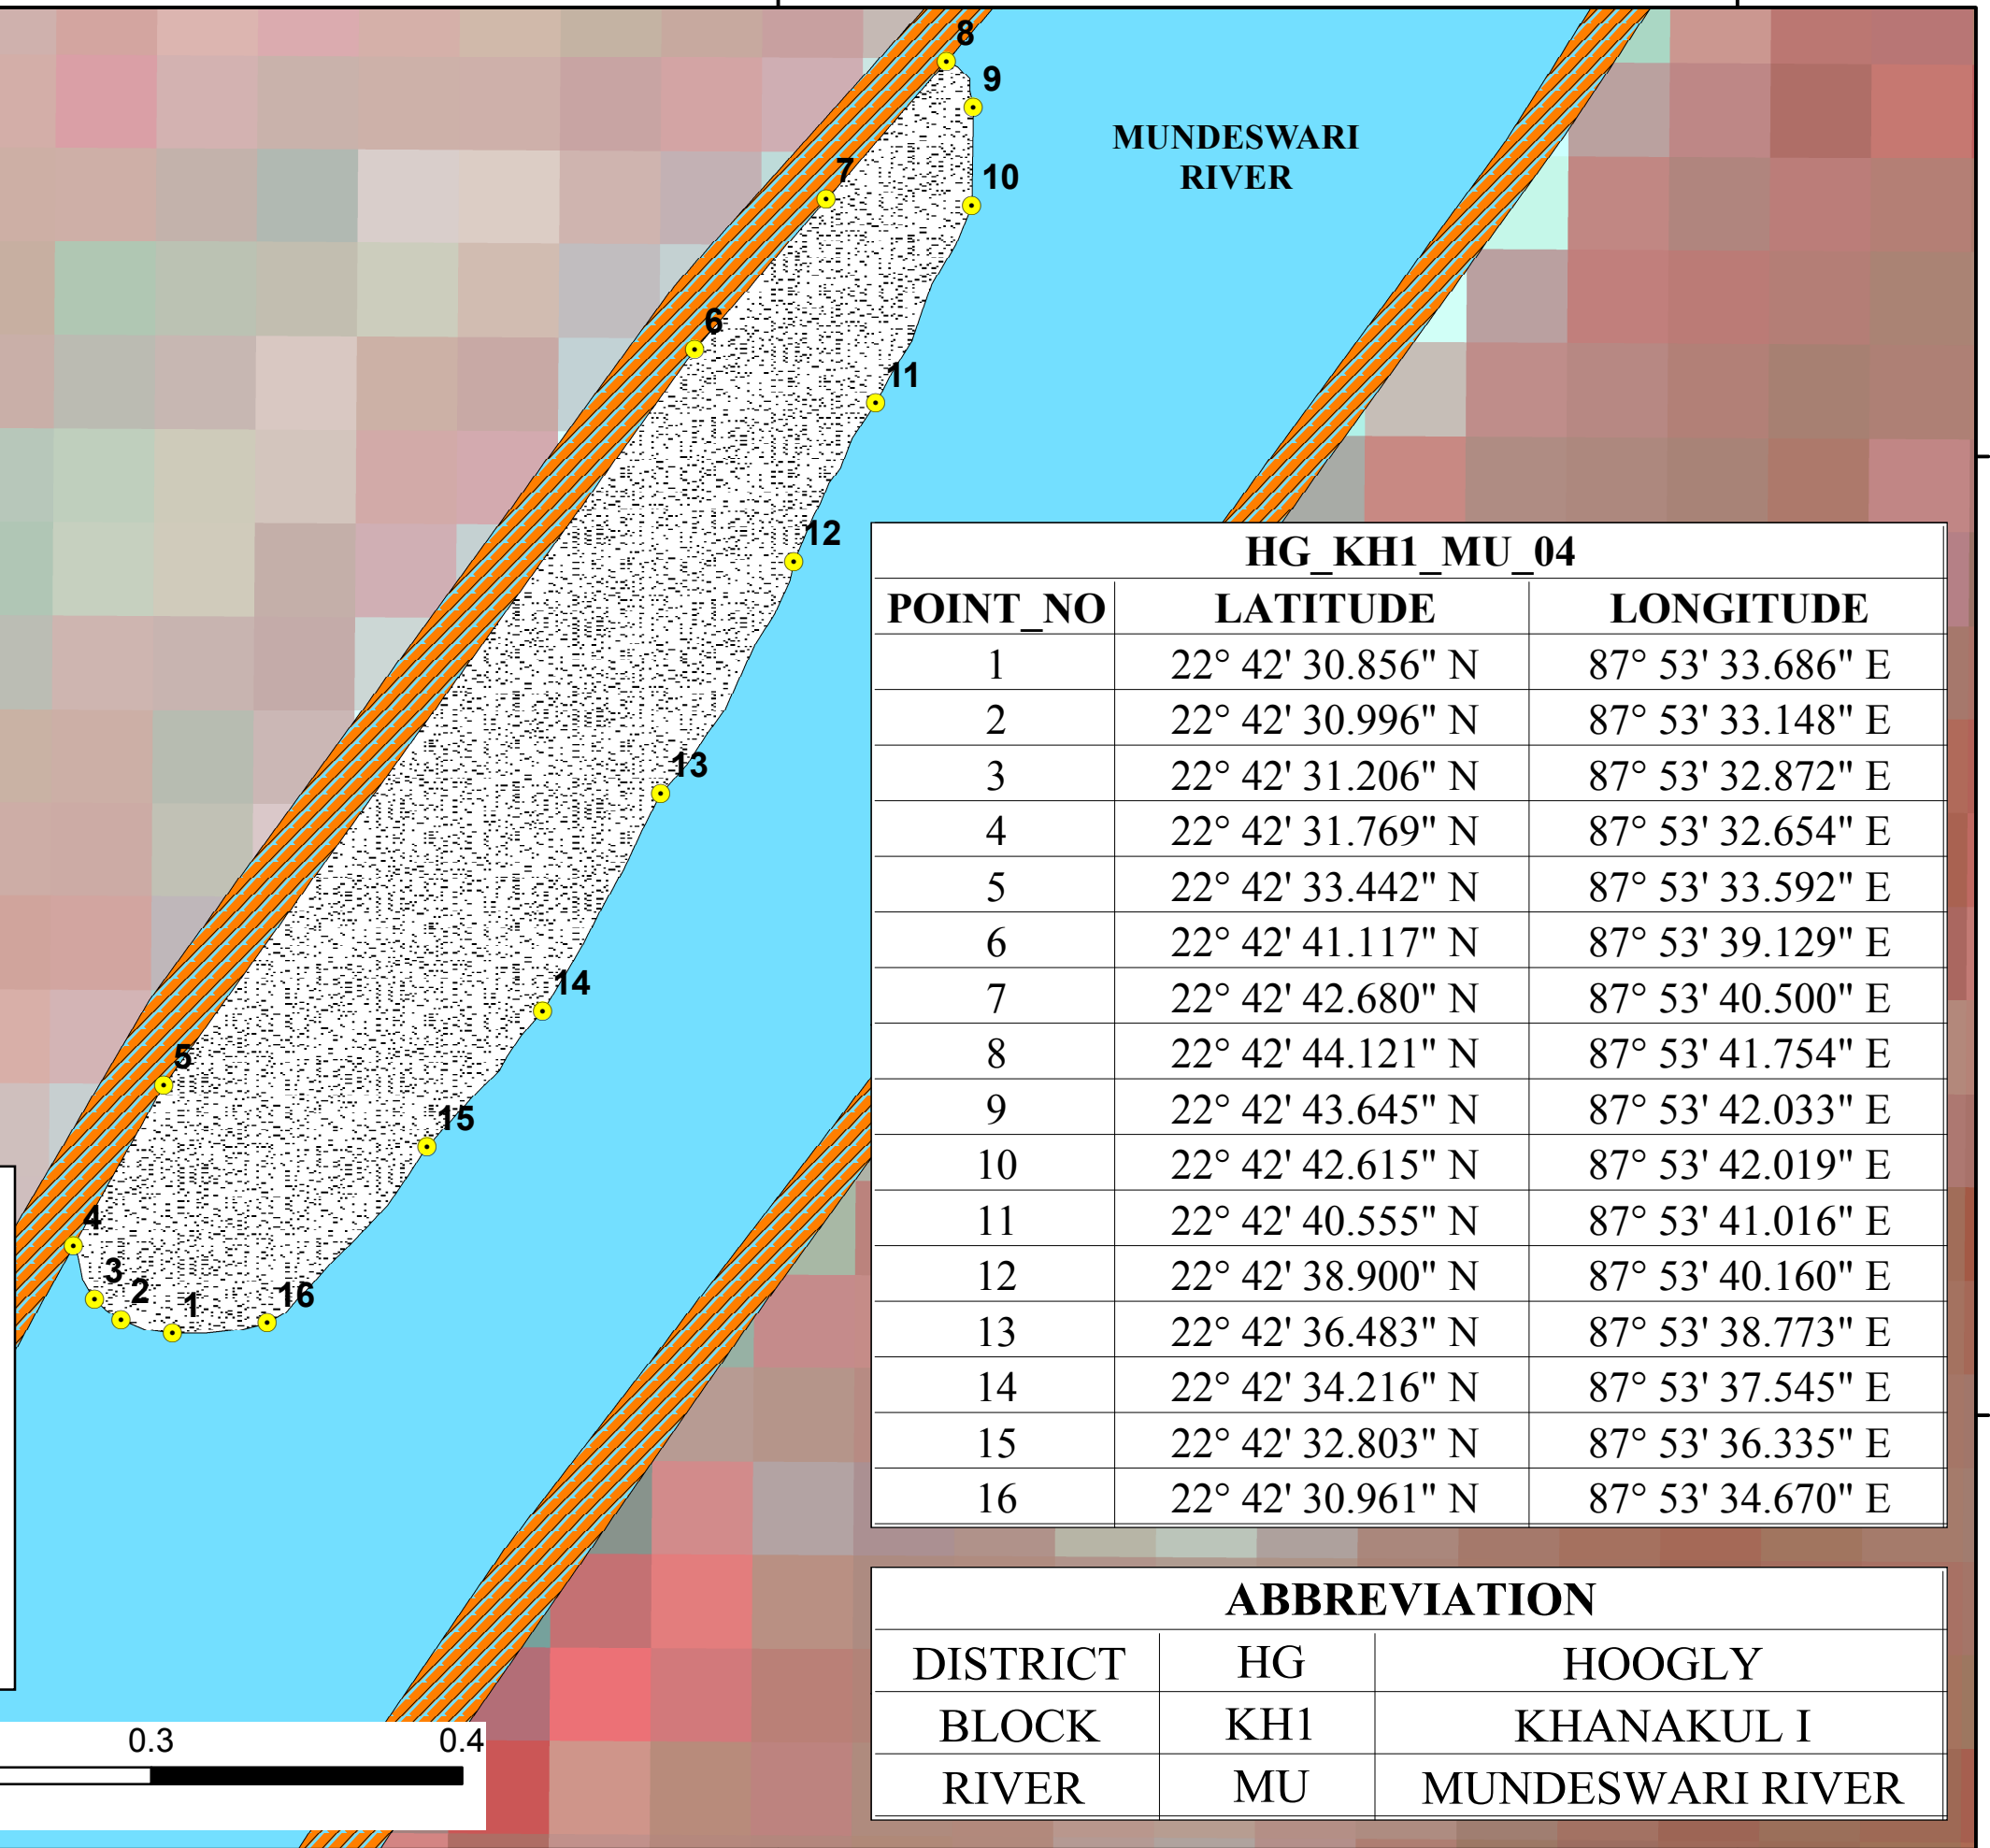 8
9
MUNDESWARI
RIVER
7
10
6
11
12
13
14
5
15
4
3
2
1
16
HG_KH1_MU_04
POINT_NO LATITUDE LONGITUDE
1 22° 42' 30.856" N 87° 53' 33.686" E
2 22° 42' 30.996" N 87° 53' 33.148" E
3 22° 42' 31.206" N 87° 53' 32.872" E
4 22° 42' 31.769" N 87° 53' 32.654" E
5 22° 42' 33.442" N 87° 53' 33.592" E
6 22° 42' 41.117" N 87° 53' 39.129" E
7 22° 42' 42.680" N 87° 53' 40.500" E
8 22° 42' 44.121" N 87° 53' 41.754" E
9 22° 42' 43.645" N 87° 53' 42.033" E
10 22° 42' 42.615" N 87° 53' 42.019" E
11 22° 42' 40.555" N 87° 53' 41.016" E
12 22° 42' 38.900" N 87° 53' 40.160" E
13 22° 42' 36.483" N 87° 53' 38.773" E
14 22° 42' 34.216" N 87° 53' 37.545" E
15 22° 42' 32.803" N 87° 53' 36.335" E
16 22° 42' 30.961" N 87° 53' 34.670" E
ABBREVIATION
DISTRICT HG HOOGLY
BLOCK KH1 KHANAKUL I
RIVER MU MUNDESWARI RIVER
0.3 0.4